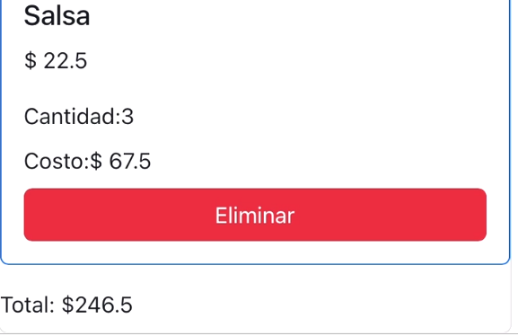 Salsa
$ 22.5
Cantidad:3
Costo:$ 67.5
Eliminar
Total: $246.5